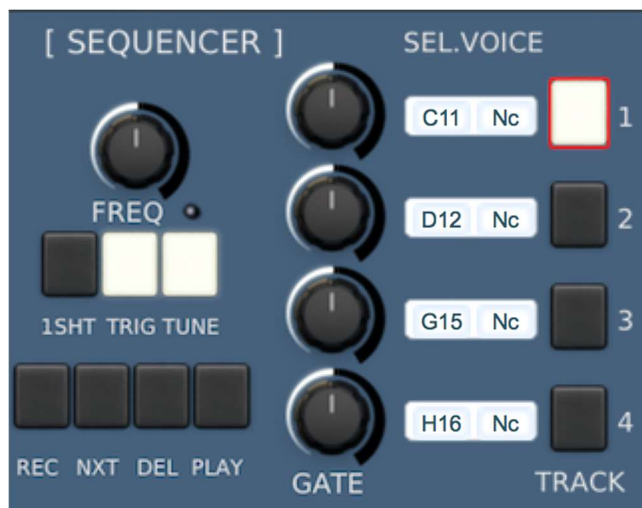 [ SEQUENCER ]
SEL.VOICE
C11 Nc 1
FREQ
D12 Nc 2
1SHT TRIG TUNE
G15 Nc 3
H16 Nc 4
REC NXT DEL PLAY
GATE
TRACK